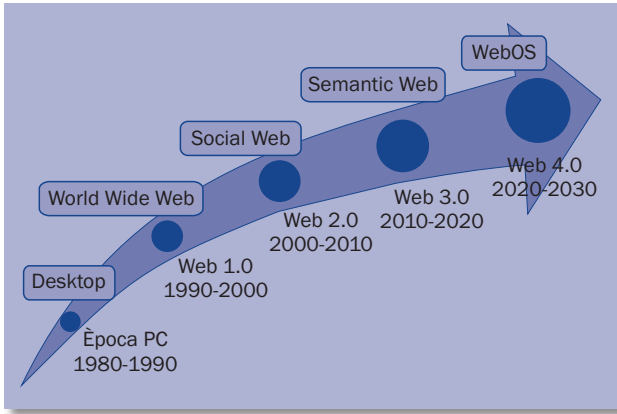 WebOS
Semantic Web
Social Web
World Wide Web
Desktop
Web 4.0
2020-2030
Web 3.0
2010-2020
Web 2.0
2000-2010
Web 1.0
1990-2000
Època PC
1980-1990